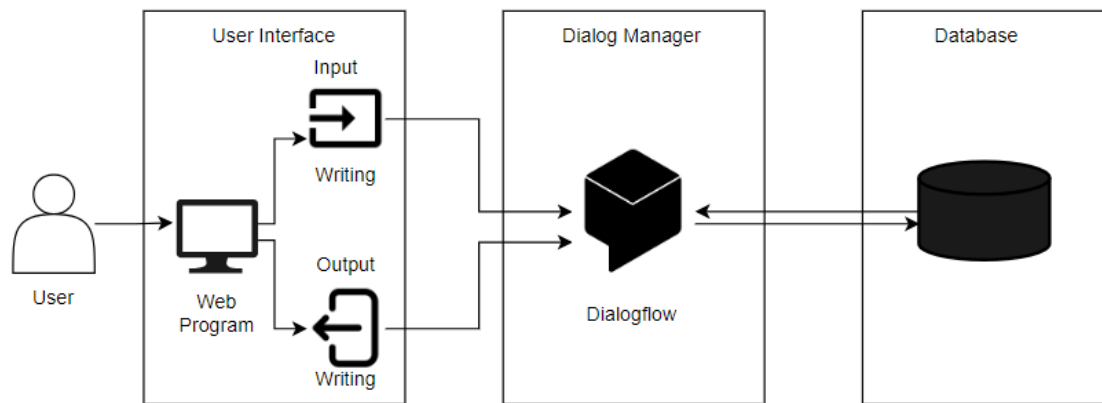 User Interface
Dialog Manager
Database
Input
Writing
User
Web
Program
Output
Writing
Dialogflow